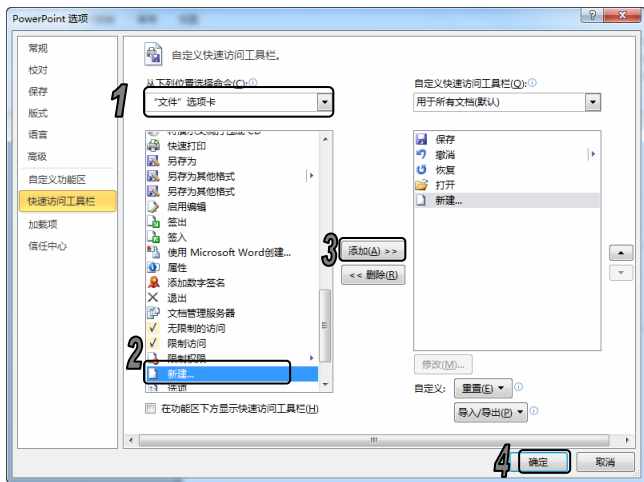 PowerPoint 选项
常规
校对
保存
版式
语言
高级
自定义功能区
快速访问工具栏
加载项
信任中心
自定义快速访问工具栏。
1
从下列位置选择命令(C):
"文件" 选项卡
快速打印
另存为
另存为其他格式
另存为其他格式
启用编辑
签出
签入
使用 Microsoft Word创建...
属性
添加数字签名
退出
文档管理服务器
无限制的访问
限制访问
限制权限
2
新建...
选项
在功能区下方显示快速访问工具栏(H)
3
添加(A) >>
<< 删除(R)
自定义快速访问工具栏(Q):
用于所有文档(默认)
保存
撤消
恢复
打开
新建...
修改(M)...
自定义:
重置(E)
导入/导出(P)
4
确定
取消